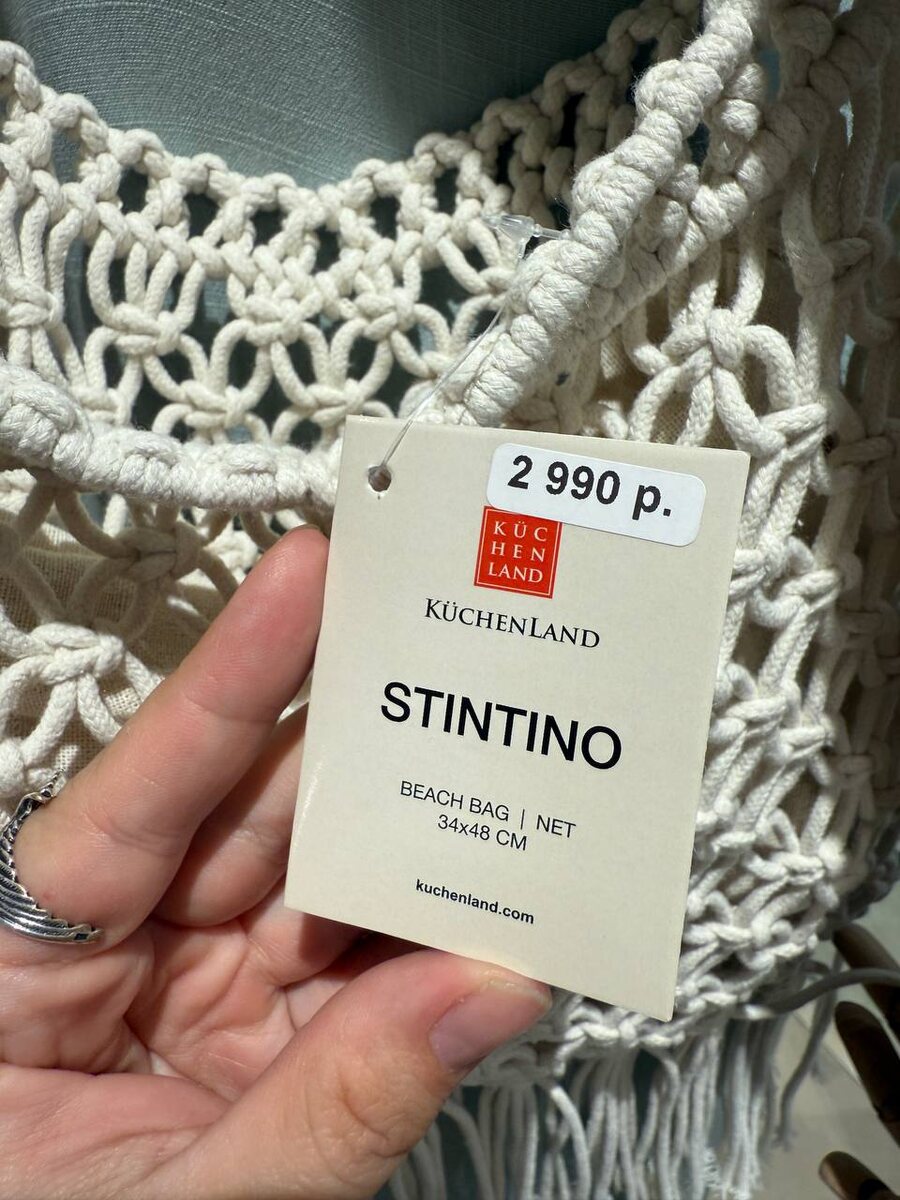 2 990 р.
KÜC
HEN
LAND
KÜCHENLAND
STINTINO
BEACH BAG | NET
34x48 CM
kuchenland.com